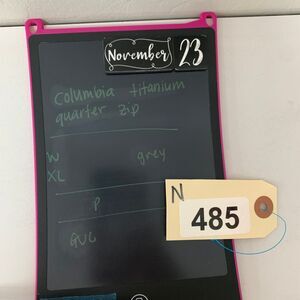 November 23
Columbia titanium
quarter zip
W grey
XL
P
GUC
N
485